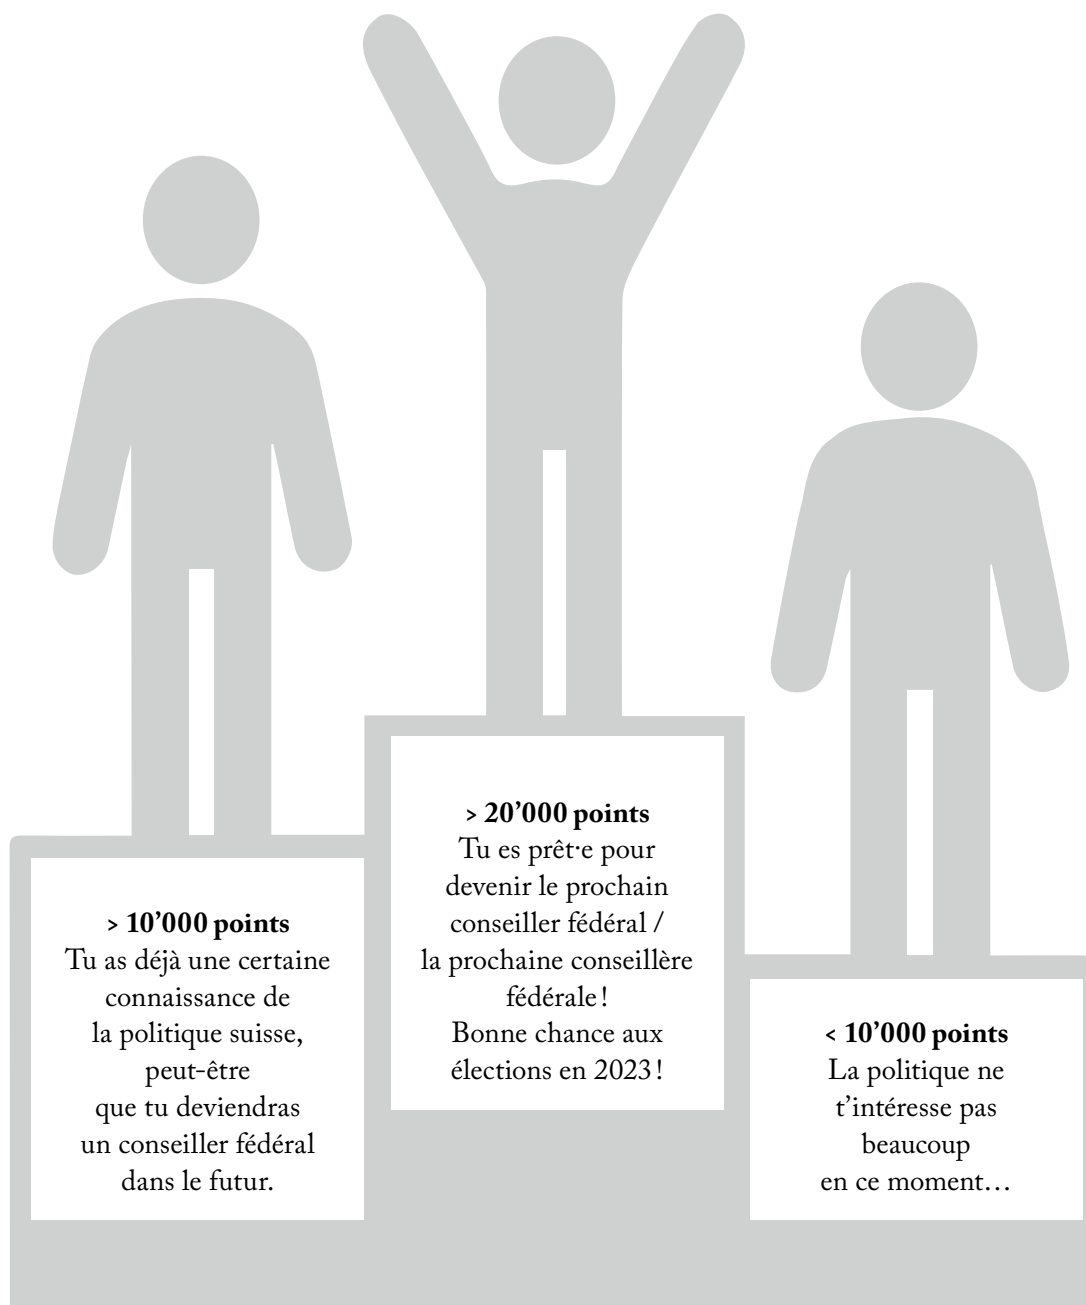 > 10’000 points
Tu as déjà une certaine
connaissance de
la politique suisse,
peut-être
que tu deviendras
un conseiller fédéral
dans le futur.
> 20’000 points
Tu es prêt·e pour
devenir le prochain
conseiller fédéral /
la prochaine conseillère
fédérale !
Bonne chance aux
élections en 2023 !
< 10’000 points
La politique ne
t’intéresse pas
beaucoup
en ce moment…